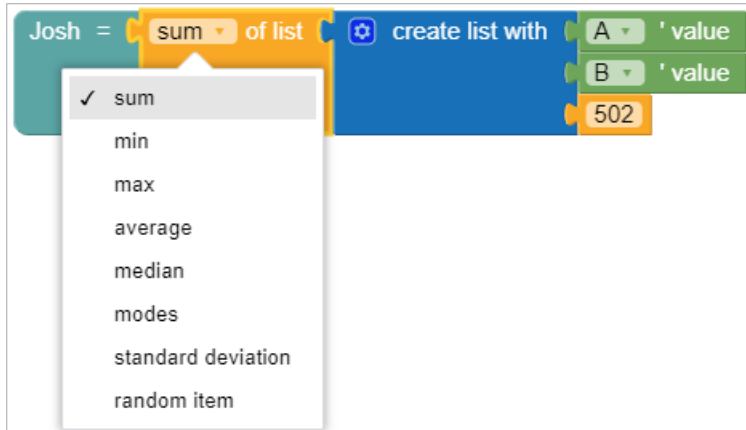 Josh = sum of list create list with A ' value
B ' value
502
✓ sum
min
max
average
median
modes
standard deviation
random item